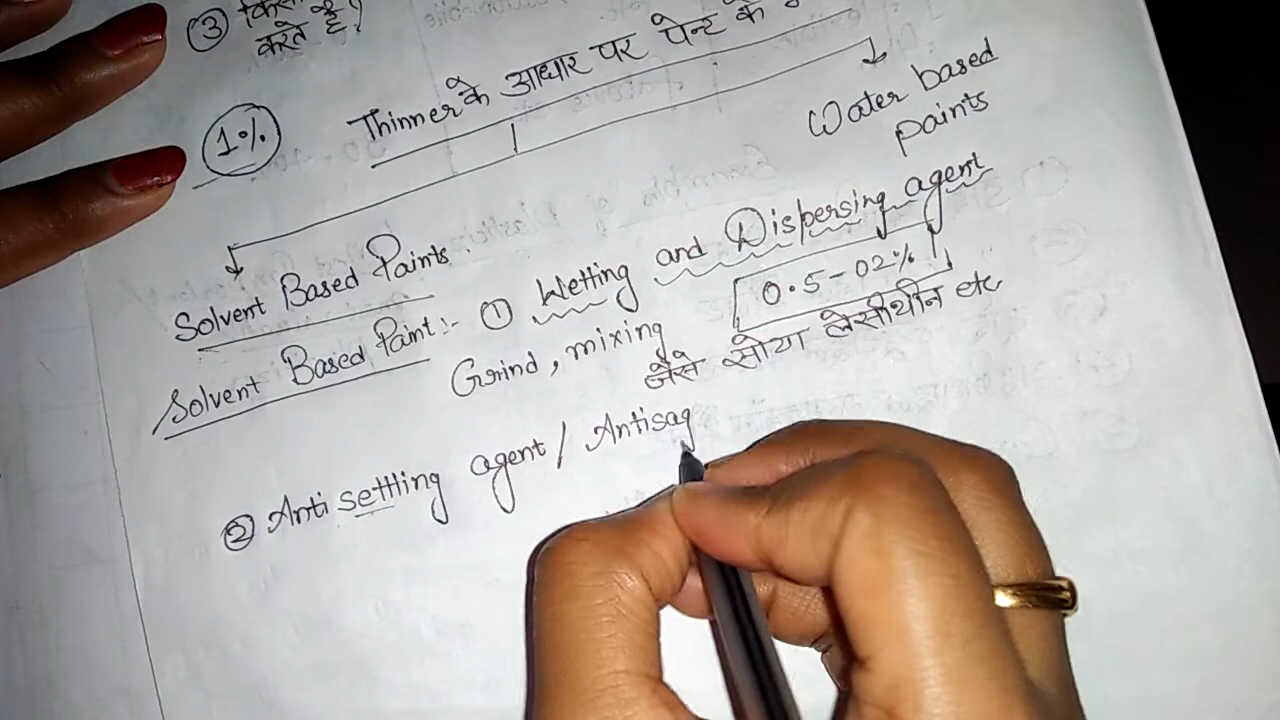 ③
करते है?
1%
Thinner के आधार पर पेन्ट के
Water based
paints
Solvent Based Paints.
Solvent Based Paint:- ① Wetting and Dispersing agent
0.5-02%
Grind, mixing
जैसे सोया लेसीथीन etc
② Anti settling agent / Antisag